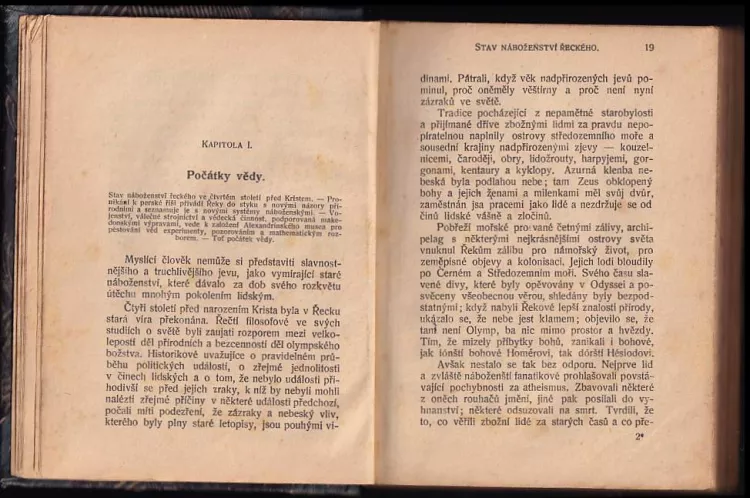 KAPITOLA I.
Počátky vědy.
Stav náboženství řeckého ve čtvrtém století před Kristem. — Pro-
nikání k perské říši přivádí Řeky do styku s novými názory pří-
rodními a seznamuje je s novými systémy náboženskými. — Vo-
jenství, válečné strojnictví a vědecká činnost, podporovaná make-
donskými výpravami, vede k založení Alexandrinského musea pro
pěstování věd experimenty, pozorováním a mathematickým roz-
borem. — Toť počátek vědy.
Myslící člověk nemůže si představiti slavnost-
nějšího a truchlivějšího jevu, jako vymírající staré
náboženství, které dávalo za dob svého rozkvětu
útěchu mnohým pokolením lidským.
Čtyři století před narozením Krista byla v Řecku
stará víra překonána. Řečtí filosofové ve svých
studiích o světě byli zaujati rozporem mezi velko-
lepostí děl přírodních a bezcenností děl olympského
božstva. Historikové uvažujíce o pravidelném prů-
běhu politických událostí, o zřejmé jednolitosti
v činech lidských a o tom, že nebylo události při-
hodivší se před jejich zraky, k níž by nebyli mohli
nalézti zřejmé příčiny v některé události předchozí,
počali míti podezření, že zázraky a nebeský vliv,
kterého byly plny staré letopisy, jsou pouhými vi-
STAV NÁBOŽENSTVÍ ŘECKÉHO. 19
dinami. Pátrali, když věk nadpřirozených jevů po-
minul, proč oněměly věštírny a proč není nyní
zázraků ve světě.
Tradice pocházející z nepamětné starobylosti
a přijímané dříve zbožnými lidmi za pravdu nepo-
piratelnou naplnily ostrovy středozemního moře a
sousední krajiny nadpřirozenými zjevy — kouzel-
nicemi, čaroději, obry, lidožrouty, harpyjemi, gor-
gonami, kentaury a kyklopy. Azurná klenba ne-
beská byla podlahou nebe; tam Zeus obklopený
bohy a jejich ženami a milenkami měl svůj dvůr,
zaměstnán jsa pracemi jako lidé a nezdržuje se od
činů lidské vášně a zločinů.
Pobřeží mořské prorvané četnými zálivy, archi-
pelag s některými nejkrásnějšími ostrovy světa
vnuknul Řekům zálibu pro námořský život, pro
zeměpisné objevy a kolonisaci. Jejich lodi bloudily
po Černém a Středozemním moři. Svého času sla-
vené divy, které byly opěvovány v Odyssei a po-
svěceny všeobecnou věrou, shledány byly bezpod-
statnými; když nabyli Řekové lepší znalosti přírody,
ukázalo se, že nebe jest klamem; objevilo se, že
tam není Olymp, ba nic mimo prostor a hvězdy.
Tím, že mizely příbytky bohů, zanikali i bohové,
jak iónští bohové Homérovi, tak dórští Hésiodovi.
Avšak nestalo se tak bez odporu. Nejprve lid
a zvláště náboženští fanatikové prohlašovali povstá-
vající pochybnosti za atheismus. Zbavovali některé
z oněch rouhačů jmění, jiné pak posílali do vy-
hnanství; některé odsuzovali na smrt. Tvrdili, že
to, co věřili zbožní lidé za starých časů a co pře-
2*